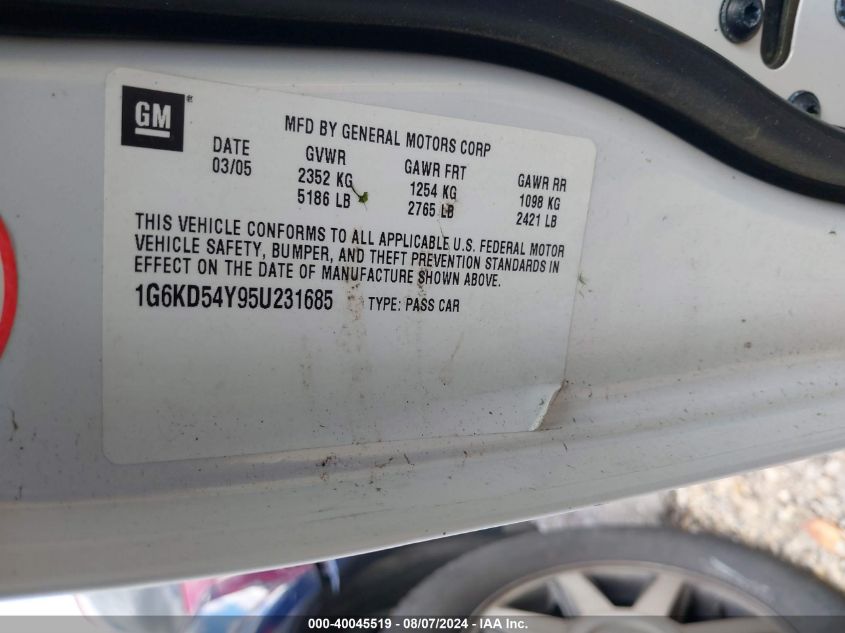 GM
MFD BY GENERAL MOTORS CORP
DATE GVWR GAWR FRT GAWR RR
03/05 2352 KG 1254 KG 1098 KG
5186 LB 2765 LB 2421 LB
THIS VEHICLE CONFORMS TO ALL APPLICABLE U.S. FEDERAL MOTOR
VEHICLE SAFETY, BUMPER, AND THEFT PREVENTION STANDARDS IN
EFFECT ON THE DATE OF MANUFACTURE SHOWN ABOVE.
1G6KD54Y95U231685 TYPE: PASS CAR
000-40045519 - 08/07/2024 - IAA Inc.